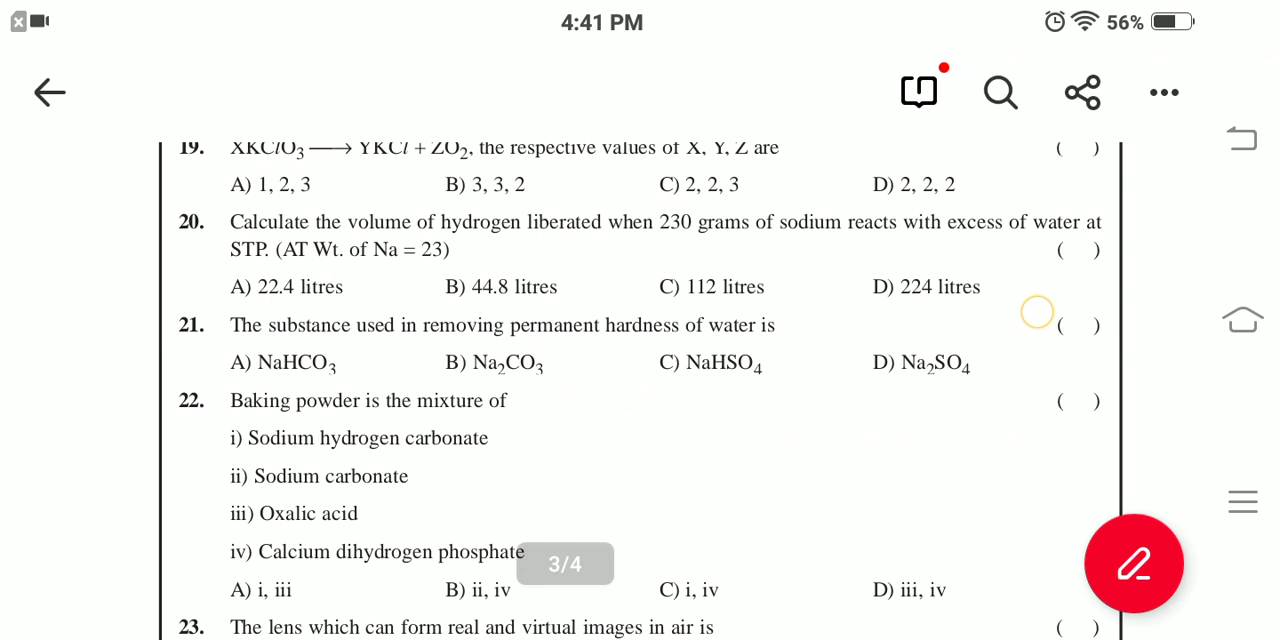 4:41 PM
56%
19. XKClO₃ ⟶ YKCl + ZO₂, the respective values of X, Y, Z are ( )
A) 1, 2, 3 B) 3, 3, 2 C) 2, 2, 3 D) 2, 2, 2
20. Calculate the volume of hydrogen liberated when 230 grams of sodium reacts with excess of water at
STP. (AT Wt. of Na = 23) ( )
A) 22.4 litres B) 44.8 litres C) 112 litres D) 224 litres
21. The substance used in removing permanent hardness of water is ( )
A) NaHCO₃ B) Na₂CO₃ C) NaHSO₄ D) Na₂SO₄
22. Baking powder is the mixture of ( )
i) Sodium hydrogen carbonate
ii) Sodium carbonate
iii) Oxalic acid
iv) Calcium dihydrogen phosphate
3/4
A) i, iii B) ii, iv C) i, iv D) iii, iv
23. The lens which can form real and virtual images in air is ( )